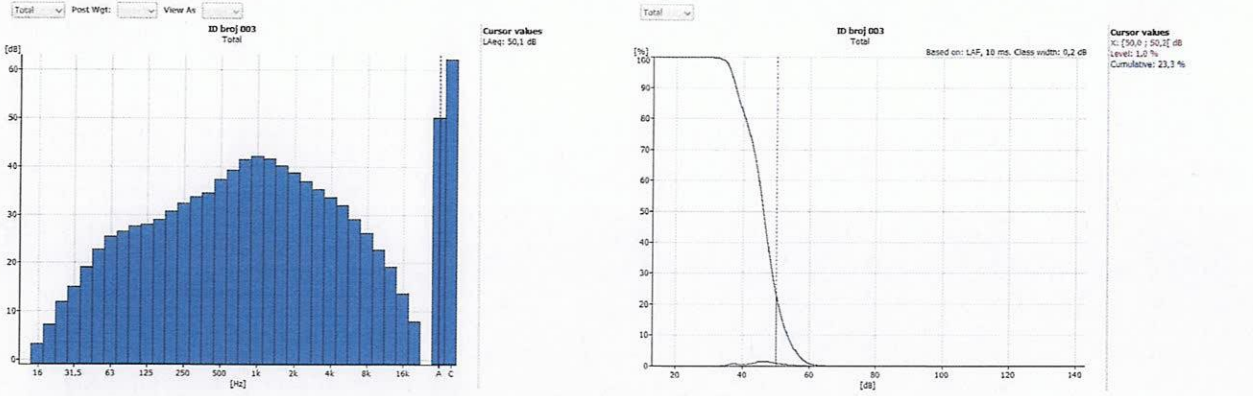 Total Post Wgt: View As
ID broj 003
Total
[dB]
60
50
40
30
20
10
0
16 31,5 63 125 250 500 1k 2k 4k 8k 16k A C
[Hz]
Cursor values
LAeq: 50,1 dB
Total
ID broj 003
Total
Based on: LAF, 10 ms. Class width: 0,2 dB
[%]
100
90
80
70
60
50
40
30
20
10
0
20 40 60 80 100 120 140
[dB]
Cursor values
X: [50,0 ; 50,2[ dB
Level: 1,0 %
Cumulative: 23,3 %